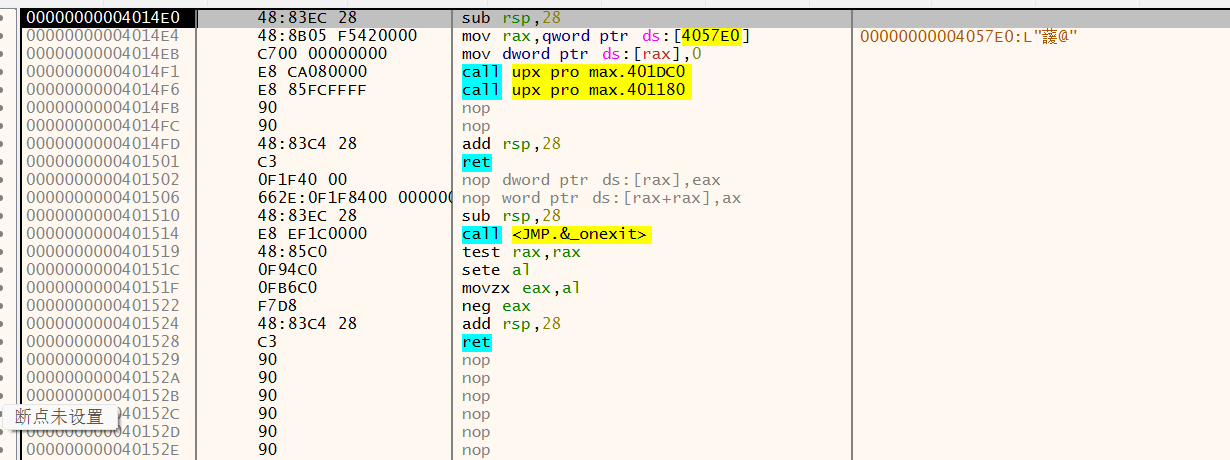 00000000004014E0 48:83EC 28 sub rsp,28
00000000004014E4 48:8B05 F5420000 mov rax,qword ptr ds:[4057E0] 00000000004057E0:L"蘐@"
00000000004014EB C700 00000000 mov dword ptr ds:[rax],0
00000000004014F1 E8 CA080000 call upx pro max.401DC0
00000000004014F6 E8 85FCFFFF call upx pro max.401180
00000000004014FB 90 nop
00000000004014FC 90 nop
00000000004014FD 48:83C4 28 add rsp,28
0000000000401501 C3 ret
0000000000401502 0F1F40 00 nop dword ptr ds:[rax],eax
0000000000401506 662E:0F1F8400 0000000 nop word ptr ds:[rax+rax],ax
0000000000401510 48:83EC 28 sub rsp,28
0000000000401514 E8 EF1C0000 call <JMP.&_onexit>
0000000000401519 48:85C0 test rax,rax
000000000040151C 0F94C0 sete al
000000000040151F 0FB6C0 movzx eax,al
0000000000401522 F7D8 neg eax
0000000000401524 48:83C4 28 add rsp,28
0000000000401528 C3 ret
0000000000401529 90 nop
000000000040152A 90 nop
000000000040152B 90 nop
断点未设置 40152C 90 nop
000000000040152D 90 nop
000000000040152E 90 nop